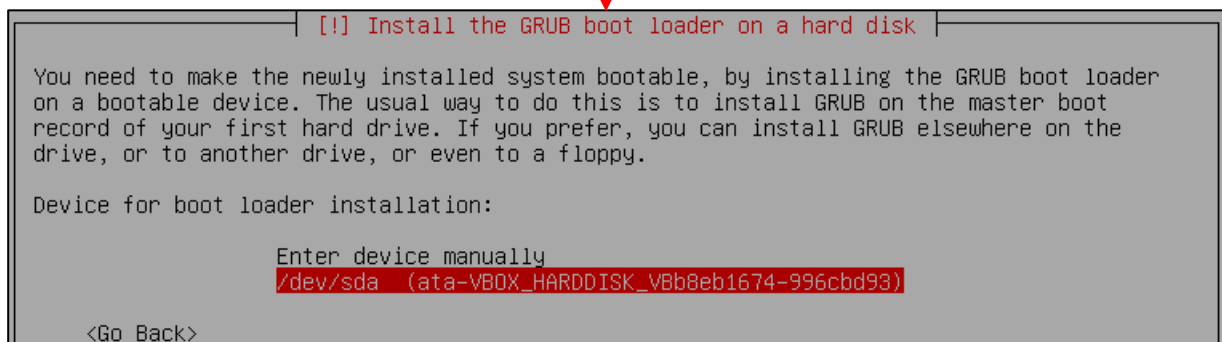 [!] Install the GRUB boot loader on a hard disk
You need to make the newly installed system bootable, by installing the GRUB boot loader
on a bootable device. The usual way to do this is to install GRUB on the master boot
record of your first hard drive. If you prefer, you can install GRUB elsewhere on the
drive, or to another drive, or even to a floppy.
Device for boot loader installation:
Enter device manually
/dev/sda (ata-VBOX_HARDDISK_VBb8eb1674-996cbd93)
<Go Back>